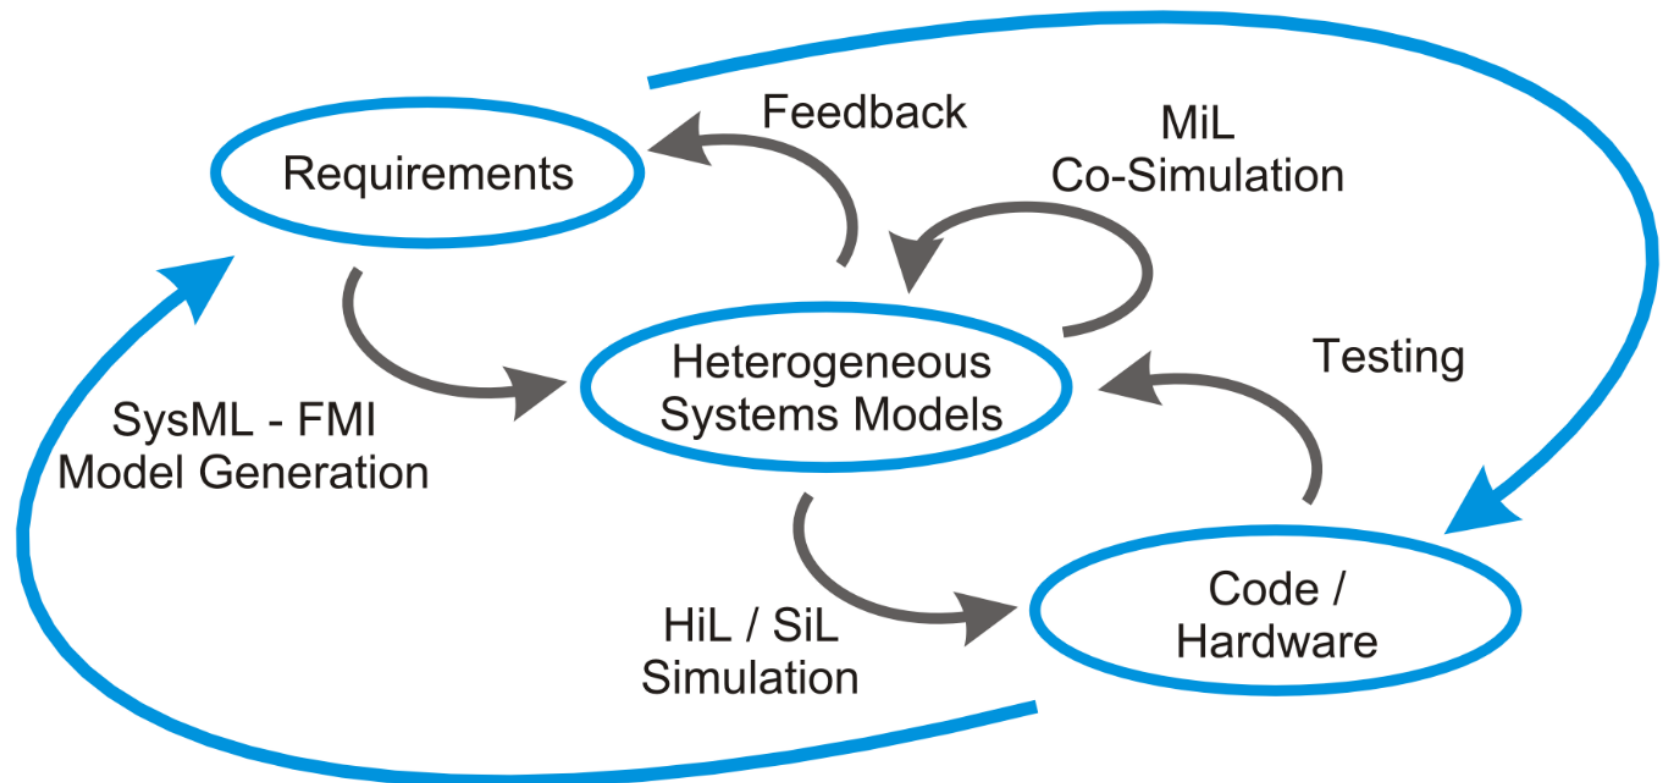 Feedback
MiL
Co-Simulation
Requirements
Heterogeneous
Systems Models
Testing
SysML - FMI
Model Generation
HiL / SiL
Simulation
Code /
Hardware